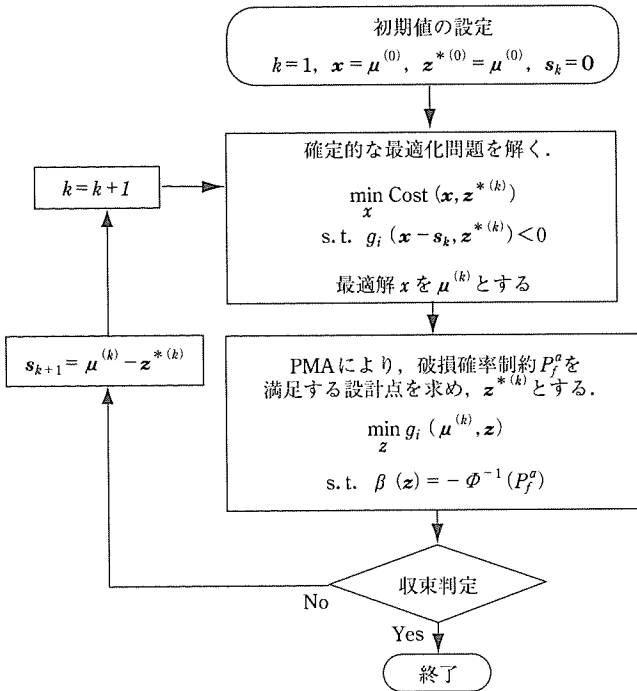 初期値の設定
k=1, x=μ^(0), z*^(0)=μ^(0), s_k=0
確定的な最適化問題を解く.
min_x Cost (x, z*^(k))
s.t. g_i (x−s_k, z*^(k))<0
最適解 x を μ^(k) とする
k=k+1
PMAにより, 破損確率制約 P_f^a を
満足する設計点を求め, z*^(k) とする.
min_z g_i (μ^(k), z)
s.t. β (z) = −Φ^−1 (P_f^a)
s_k+1 = μ^(k) − z*^(k)
収束判定
No
Yes
終了